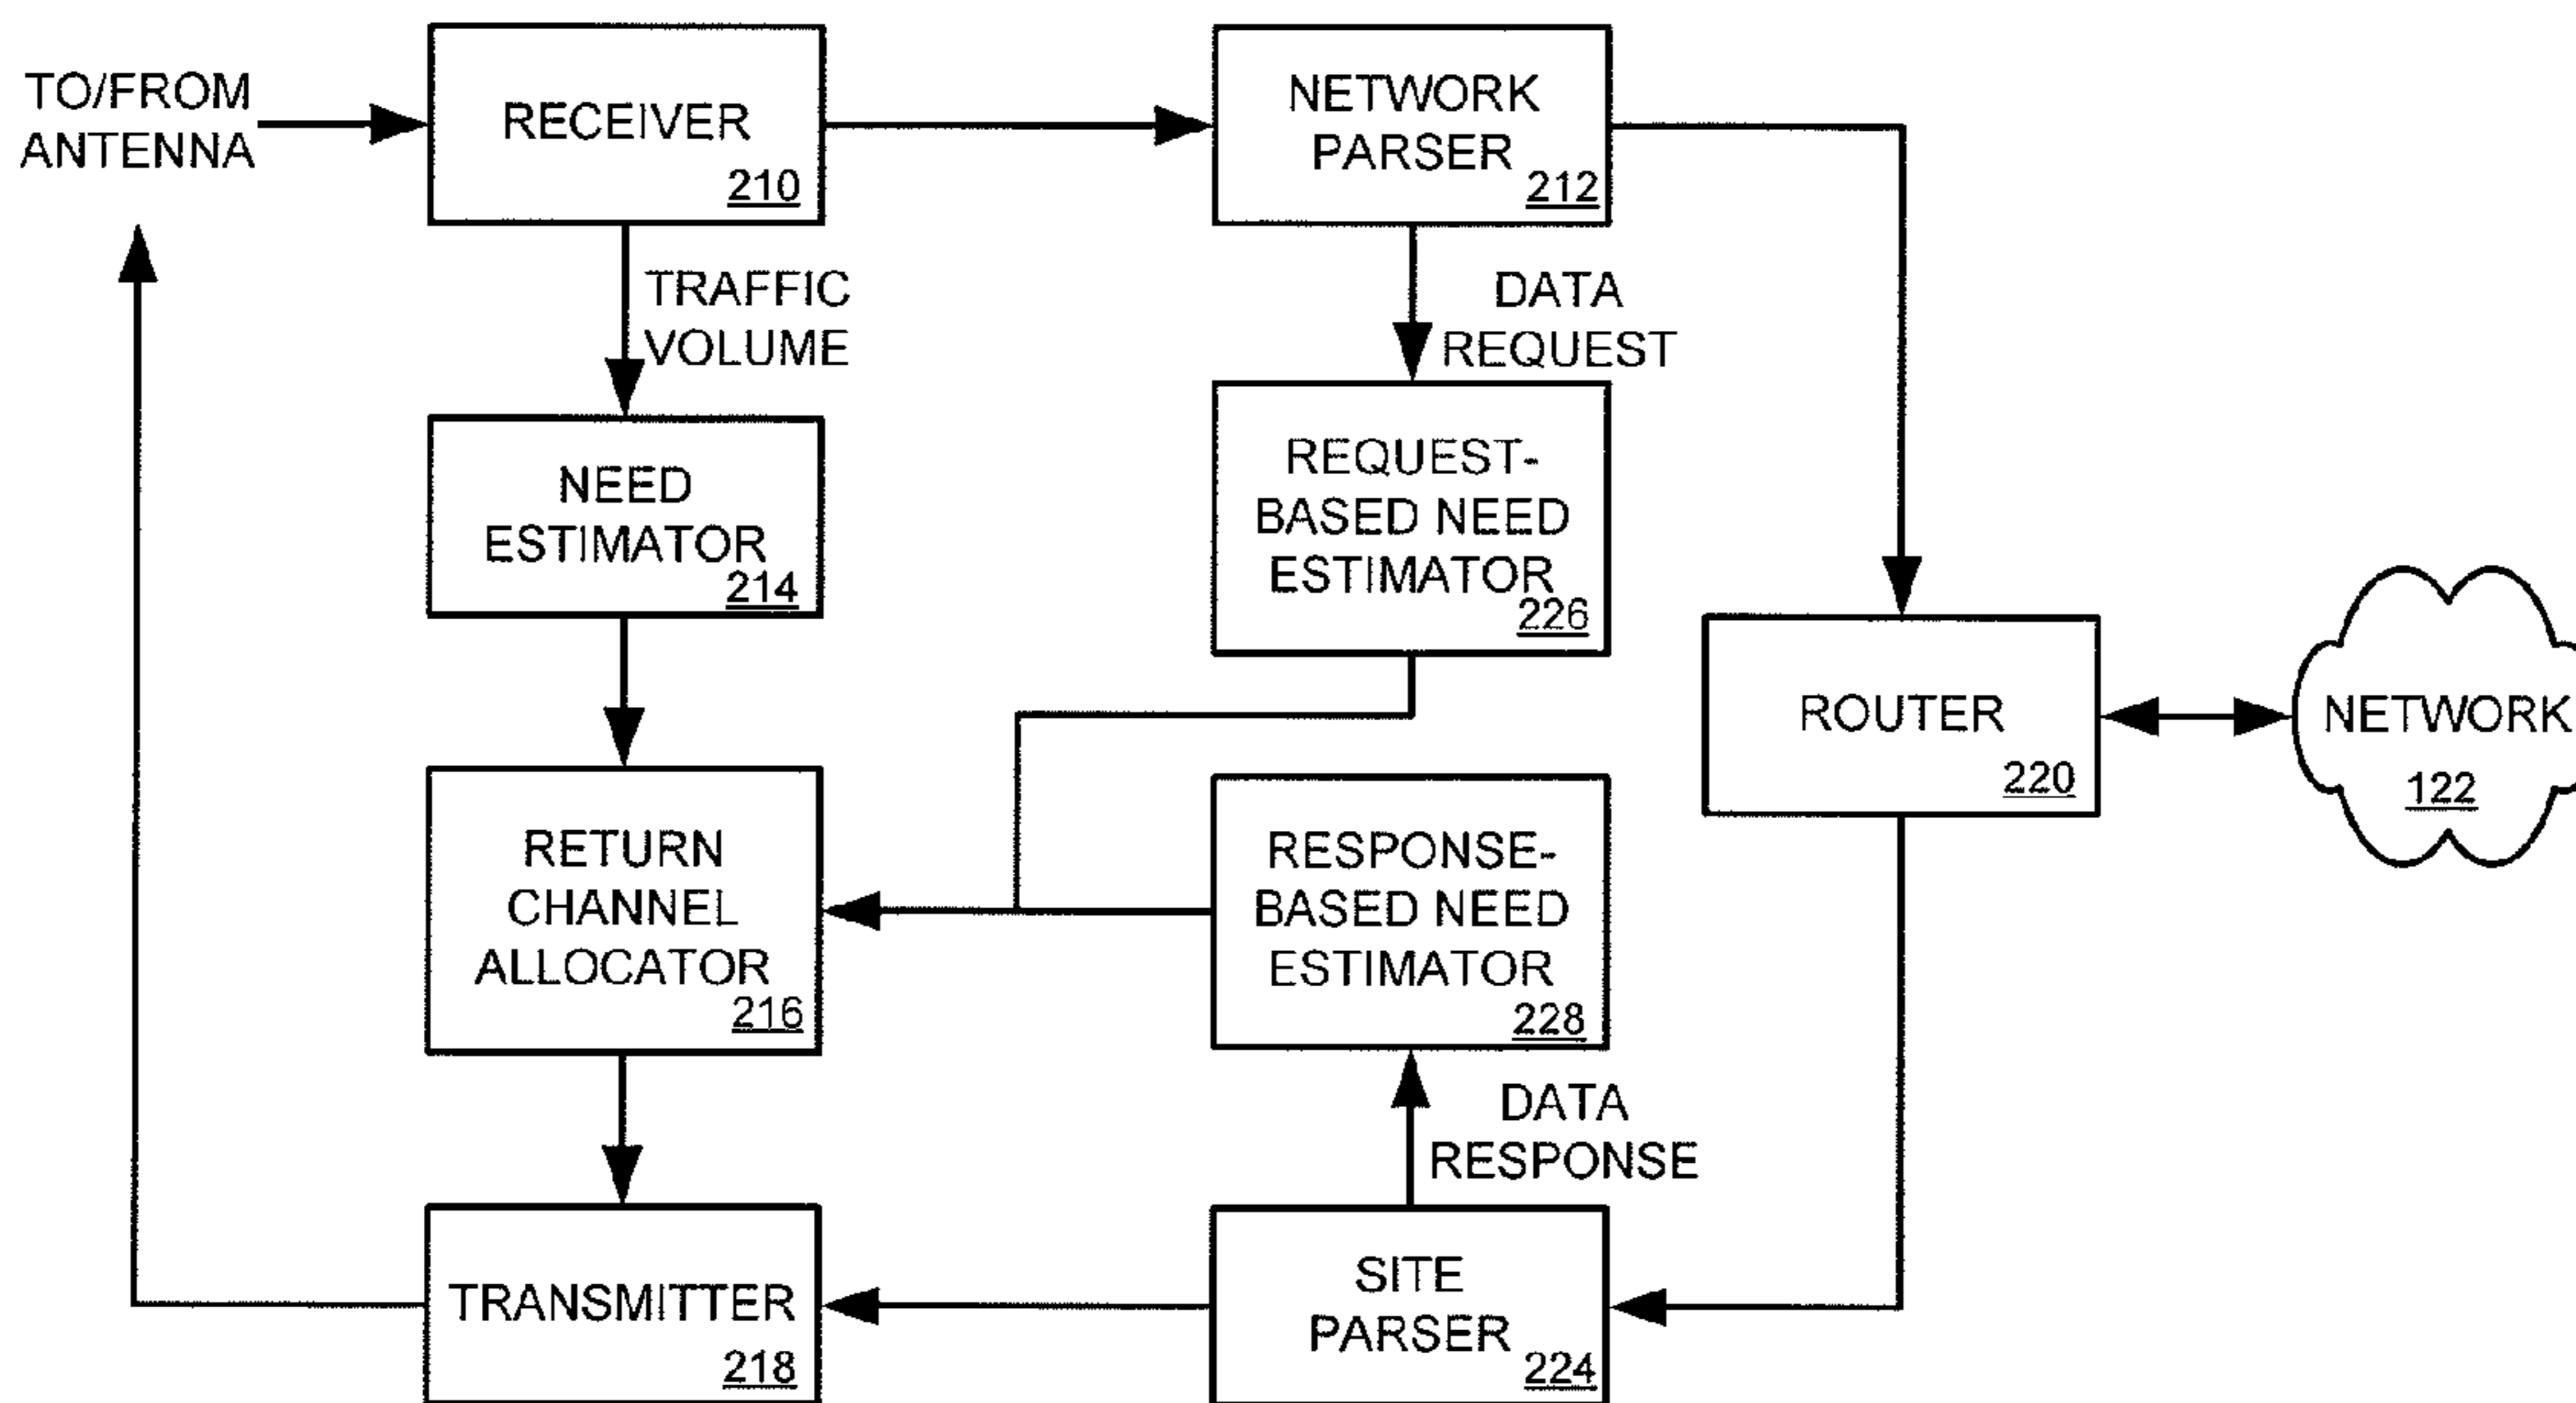 TO/FROM
ANTENNA
RECEIVER
210
NETWORK
PARSER
212
TRAFFIC
VOLUME
DATA
REQUEST
NEED
ESTIMATOR
214
REQUEST-
BASED NEED
ESTIMATOR
226
ROUTER
220
NETWORK
122
RETURN
CHANNEL
ALLOCATOR
216
RESPONSE-
BASED NEED
ESTIMATOR
228
DATA
RESPONSE
TRANSMITTER
218
SITE
PARSER
224